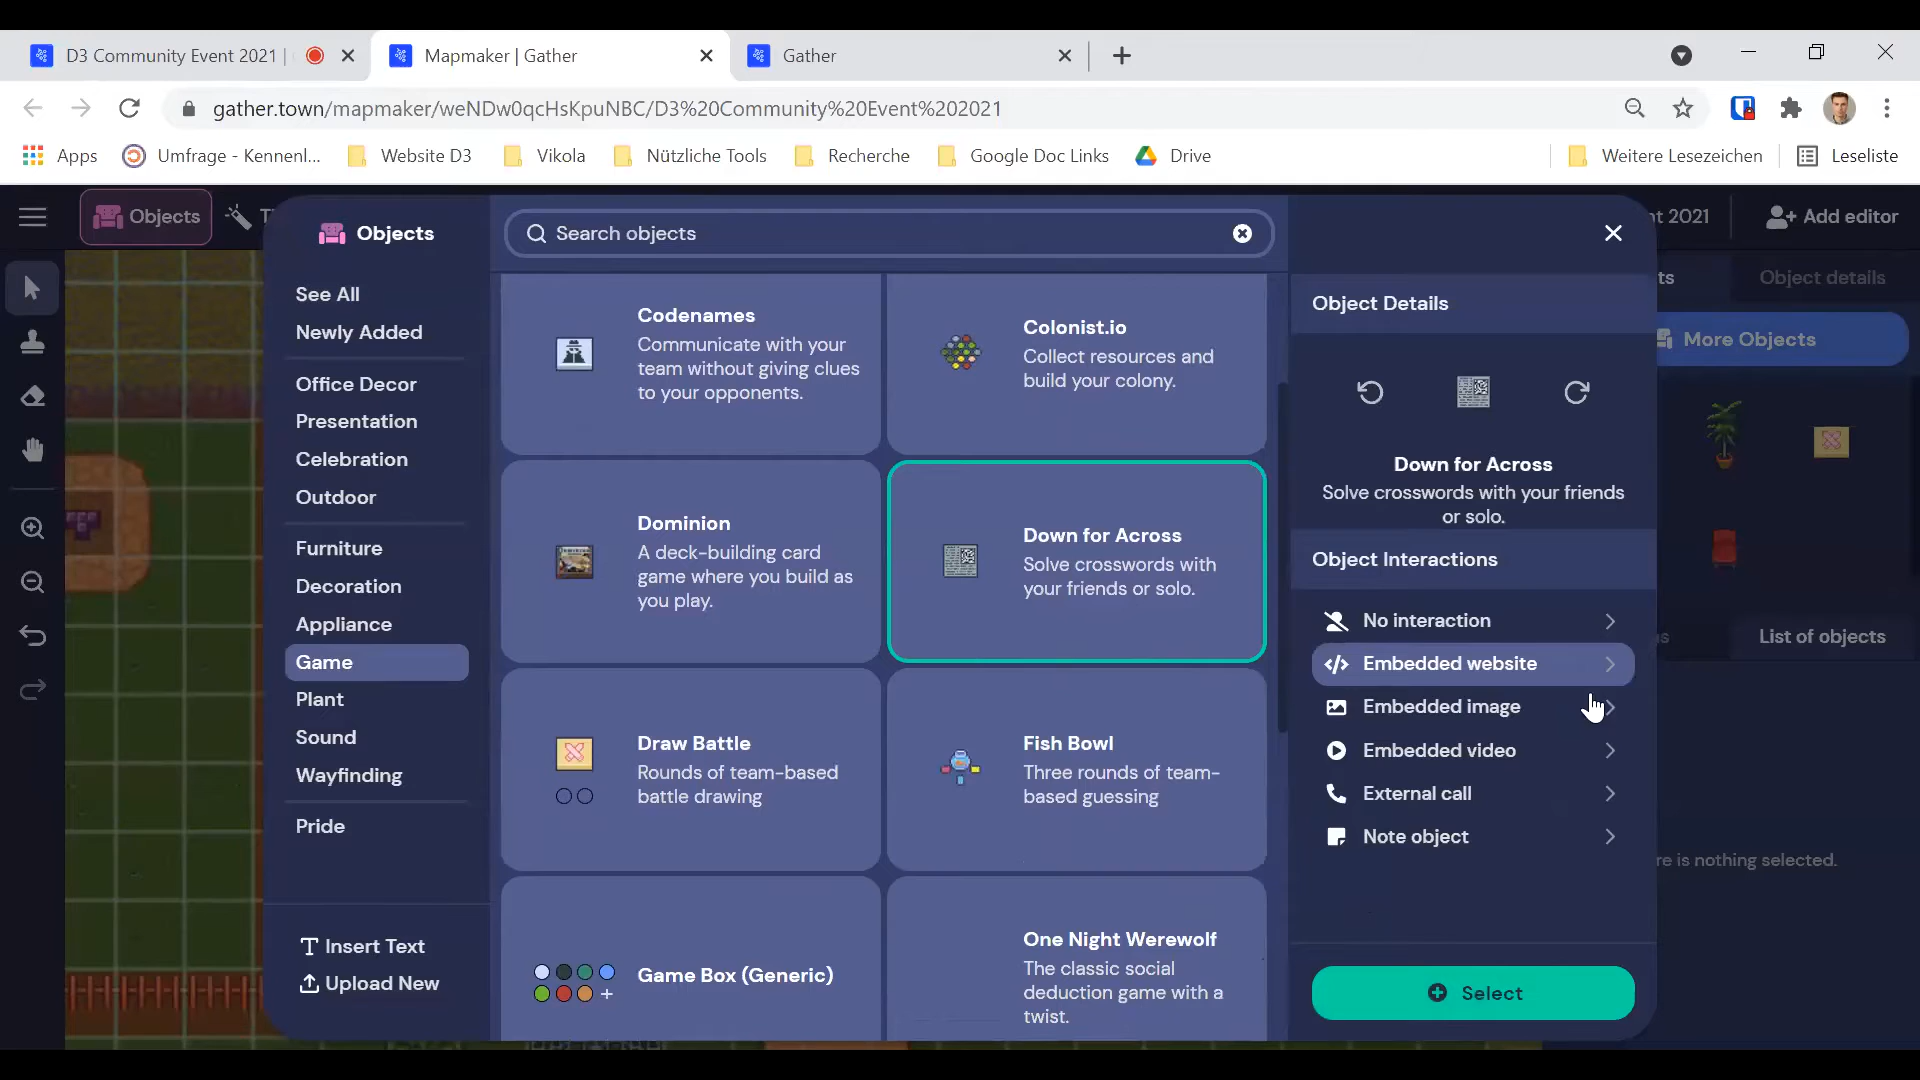 D3 Community Event 2021 |
Mapmaker | Gather
Gather
gather.town/mapmaker/weNDw0qcHsKpuNBC/D3%20Community%20Event%202021
Apps
Umfrage - Kennenl...
Website D3
Vikola
Nützliche Tools
Recherche
Google Doc Links
Drive
Weitere Lesezeichen
Leseliste
Objects
T
Objects
Search objects
nt 2021
Add editor
See All
Newly Added
Office Decor
Presentation
Celebration
Outdoor
Furniture
Decoration
Appliance
Game
Plant
Sound
Wayfinding
Pride
Insert Text
Upload New
Codenames
Communicate with your
team without giving clues
to your opponents.
Colonist.io
Collect resources and
build your colony.
Dominion
A deck-building card
game where you build as
you play.
Down for Across
Solve crosswords with
your friends or solo.
Draw Battle
Rounds of team-based
battle drawing
Fish Bowl
Three rounds of team-
based guessing
Game Box (Generic)
One Night Werewolf
The classic social
deduction game with a
twist.
Object Details
Down for Across
Solve crosswords with your friends
or solo.
Object Interactions
No interaction
Embedded website
Embedded image
Embedded video
External call
Note object
Select
ts
Object details
More Objects
s
List of objects
re is nothing selected.